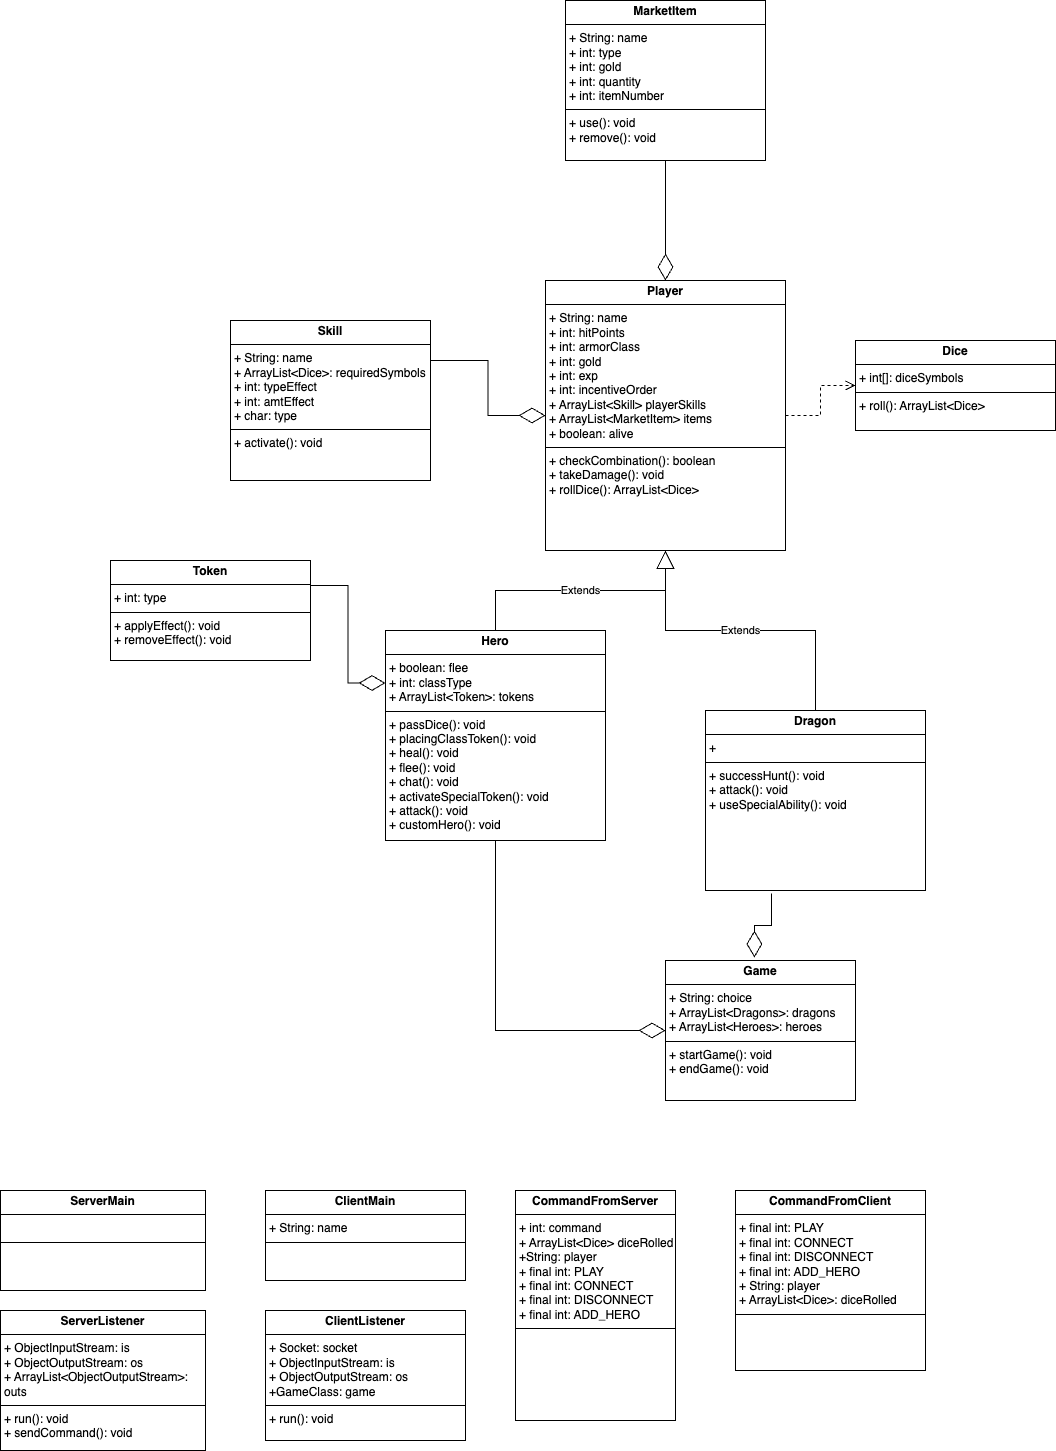 MarketItem
+ String: name
+ int: type
+ int: gold
+ int: quantity
+ int: itemNumber
+ use(): void
+ remove(): void
Player
+ String: name
+ int: hitPoints
+ int: armorClass
+ int: gold
+ int: exp
+ int: incentiveOrder
+ ArrayList<Skill> playerSkills
+ ArrayList<MarketItem> items
+ boolean: alive
+ checkCombination(): boolean
+ takeDamage(): void
+ rollDice(): ArrayList<Dice>
Skill
+ String: name
+ ArrayList<Dice>: requiredSymbols
+ int: typeEffect
+ int: amtEffect
+ char: type
+ activate(): void
Dice
+ int[]: diceSymbols
+ roll(): ArrayList<Dice>
Token
+ int: type
+ applyEffect(): void
+ removeEffect(): void
Extends
Extends
Hero
+ boolean: flee
+ int: classType
+ ArrayList<Token>: tokens
+ passDice(): void
+ placingClassToken(): void
+ heal(): void
+ flee(): void
+ chat(): void
+ activateSpecialToken(): void
+ attack(): void
+ customHero(): void
Dragon
+
+ successHunt(): void
+ attack(): void
+ useSpecialAbility(): void
Game
+ String: choice
+ ArrayList<Dragons>: dragons
+ ArrayList<Heroes>: heroes
+ startGame(): void
+ endGame(): void
ServerMain
ClientMain
+ String: name
CommandFromServer
+ int: command
+ ArrayList<Dice> diceRolled
+String: player
+ final int: PLAY
+ final int: CONNECT
+ final int: DISCONNECT
+ final int: ADD_HERO
CommandFromClient
+ final int: PLAY
+ final int: CONNECT
+ final int: DISCONNECT
+ final int: ADD_HERO
+ String: player
+ ArrayList<Dice>: diceRolled
ServerListener
+ ObjectInputStream: is
+ ObjectOutputStream: os
+ ArrayList<ObjectOutputStream>:
outs
+ run(): void
+ sendCommand(): void
ClientListener
+ Socket: socket
+ ObjectInputStream: is
+ ObjectOutputStream: os
+GameClass: game
+ run(): void